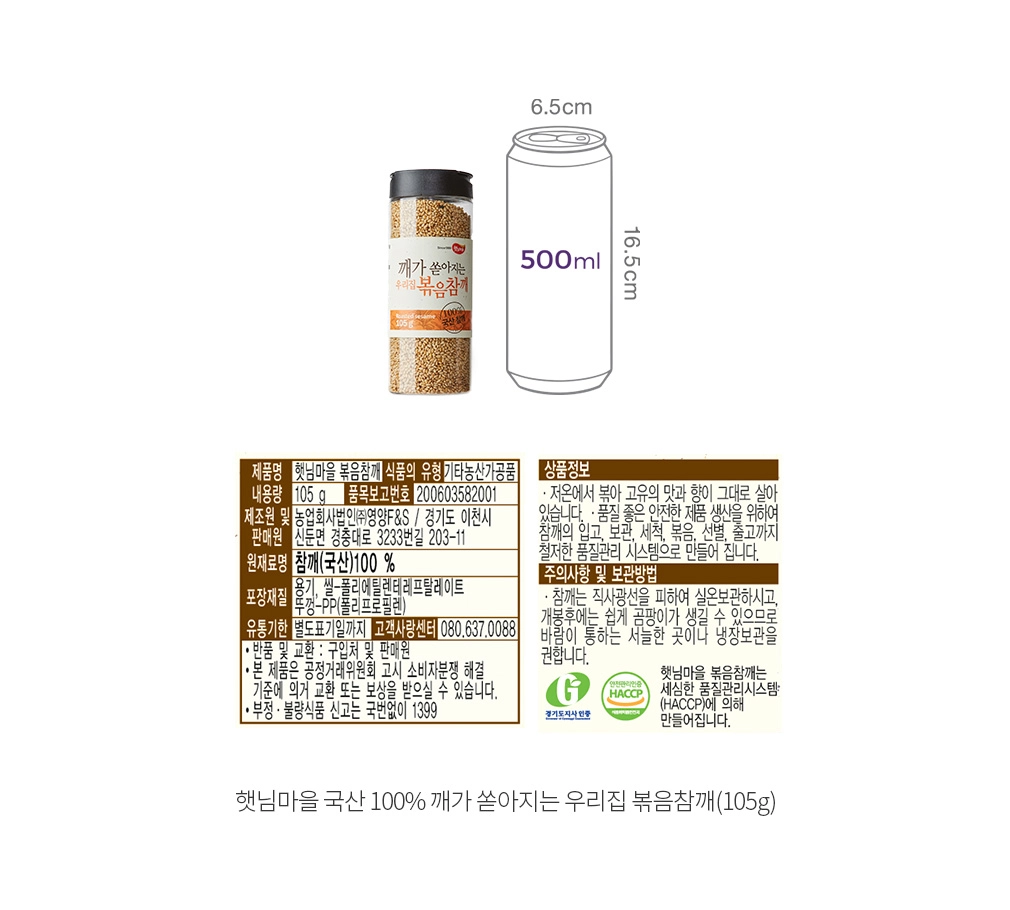 6.5cm
500ml
16.5cm
깨가 쏟아지는
우리집 볶음참깨
Roasted sesame
105g
100%
국산참깨
제품명 햇님마을 볶음참깨 식품의 유형 기타농산가공품
내용량 105 g 품목보고번호 200603582001
제조원 및 판매원 농업회사법인㈜영양F&S / 경기도 이천시
신둔면 경충대로 3233번길 203-11
원재료명 참깨(국산)100 %
포장재질 용기, 씰-폴리에틸렌테레프탈레이트
뚜껑-PP(폴리프로필렌)
유통기한 별도표기일까지 고객사랑센터 080.637.0088
• 반품 및 교환 : 구입처 및 판매원
• 본 제품은 공정거래위원회 고시 소비자분쟁 해결
기준에 의거 교환 또는 보상을 받으실 수 있습니다.
• 부정·불량식품 신고는 국번없이 1399
상품정보
· 저온에서 볶아 고유의 맛과 향이 그대로 살아
있습니다. · 품질 좋은 안전한 제품 생산을 위하여
참깨의 입고, 보관, 세척, 볶음, 선별, 출고까지
철저한 품질관리 시스템으로 만들어 집니다.
주의사항 및 보관방법
· 참깨는 직사광선을 피하여 실온보관하시고,
개봉후에는 쉽게 곰팡이가 생길 수 있으므로
바람이 통하는 서늘한 곳이나 냉장보관을
권합니다.
G
경기도지사 인증
안전관리인증
HACCP
햇님마을 볶음참깨는
세심한 품질관리시스템
(HACCP)에 의해
만들어집니다.
햇님마을 국산 100% 깨가 쏟아지는 우리집 볶음참깨(105g)